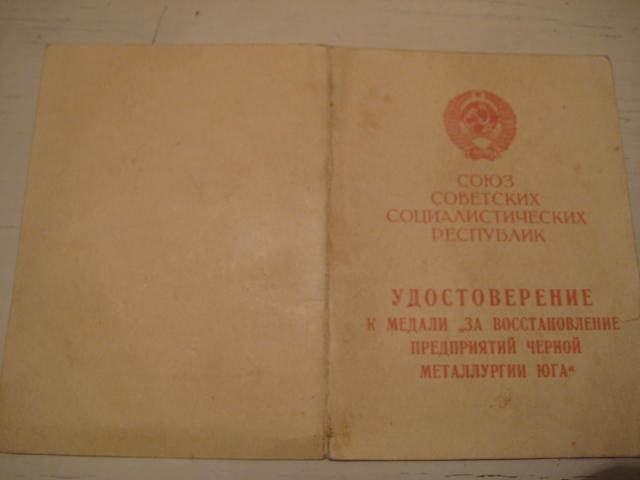 СОЮЗ
СОВЕТСКИХ
СОЦИАЛИСТИЧЕСКИХ
РЕСПУБЛИК
УДОСТОВЕРЕНИЕ
К МЕДАЛИ „ЗА ВОССТАНОВЛЕНИЕ
ПРЕДПРИЯТИЙ ЧЕРНОЙ
МЕТАЛЛУРГИИ ЮГА“